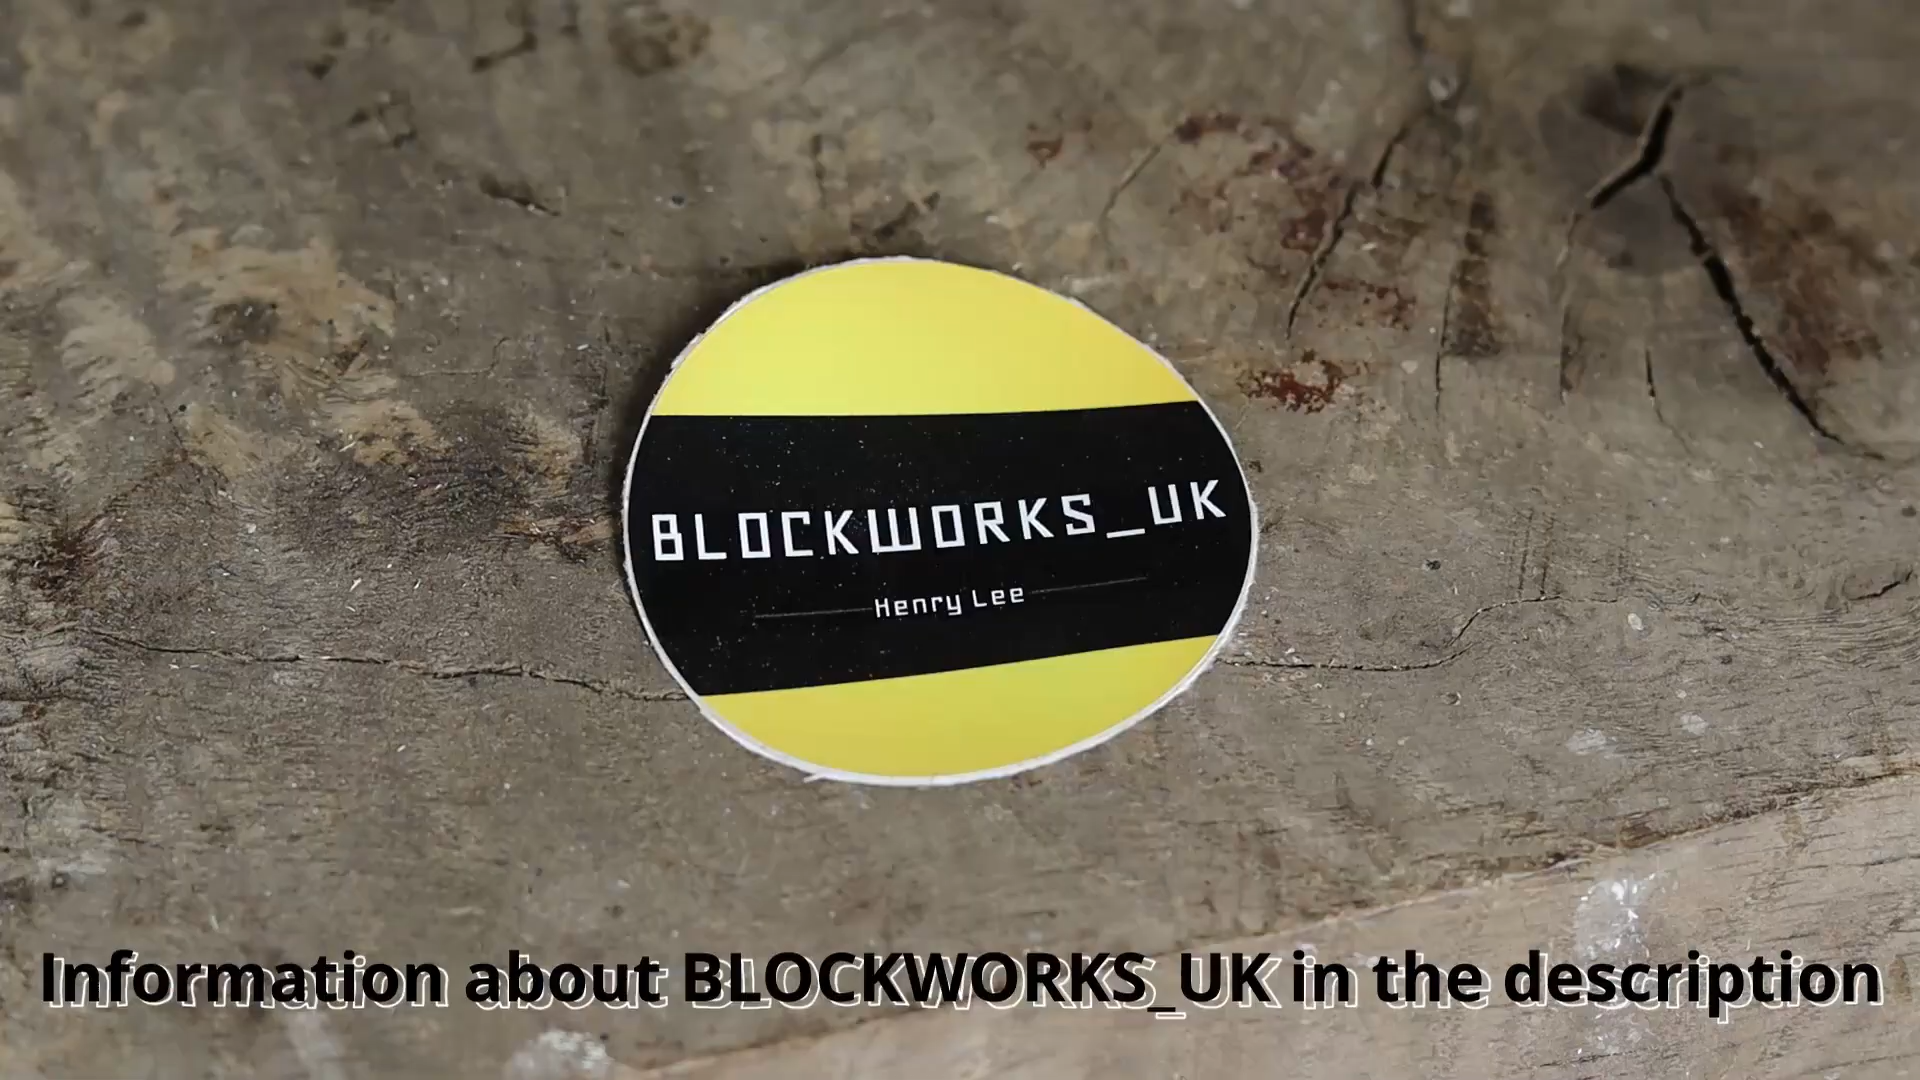 BLOCKWORKS_UK
Henry Lee
Information about BLOCKWORKS_UK in the description